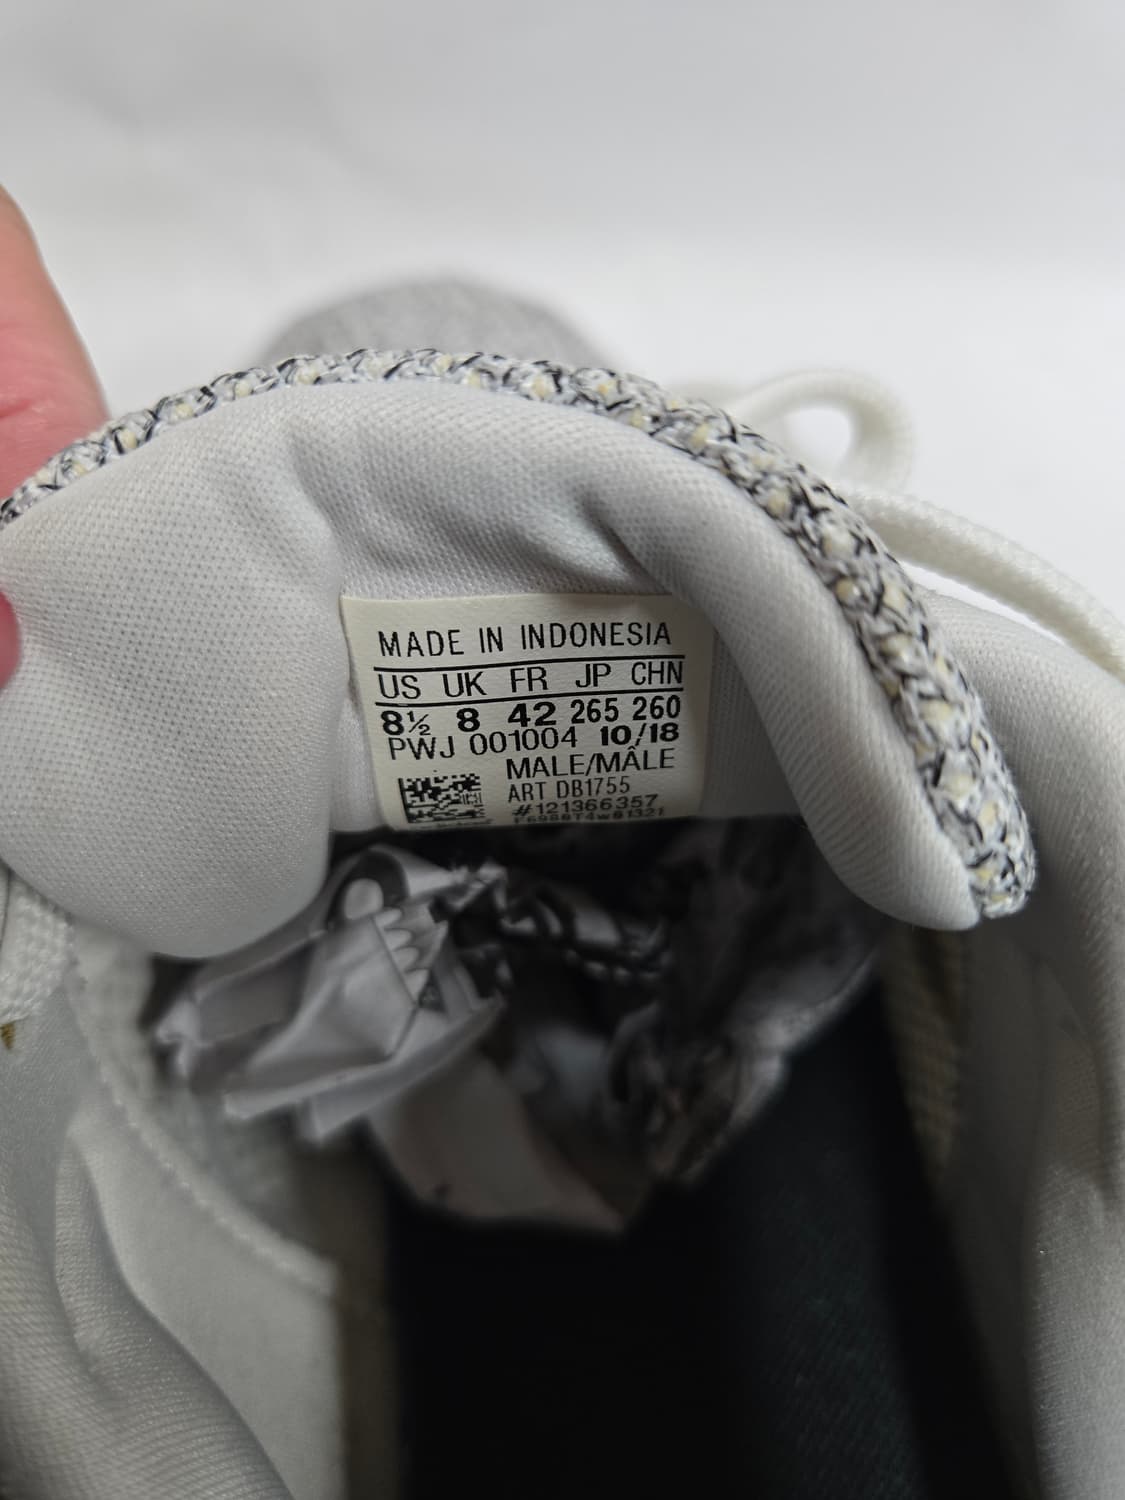 MADE IN INDONESIA
US UK FR JP CHN
8½ 8 42 265 260
PWJ 001004 10/18
MALE/MÂLE
ART DB1755
#121366357